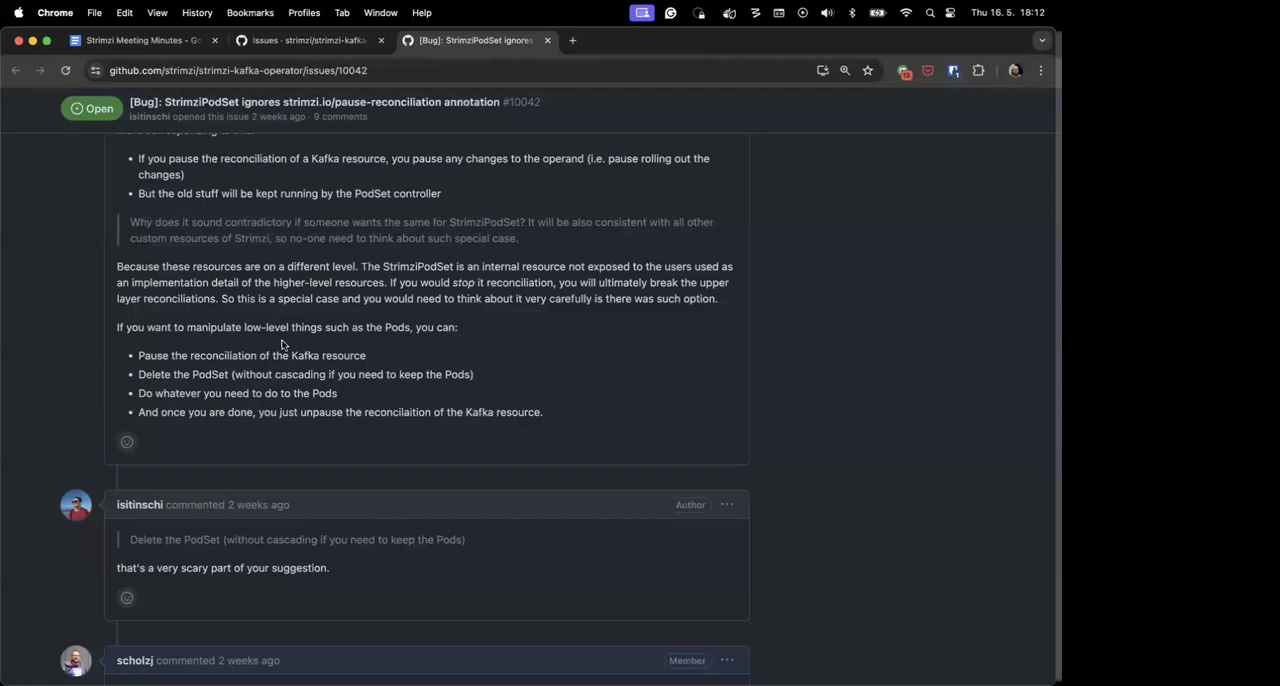 Chrome File Edit View History Bookmarks Profiles Tab Window Help Thu 16. 5. 18:12
Strimzi Meeting Minutes - Go
Issues · strimzi/strimzi-kafka-
[Bug]: StrimziPodSet ignores
github.com/strimzi/strimzi-kafka-operator/issues/10042
12
1
Open
[Bug]: StrimziPodSet ignores strimzi.io/pause-reconciliation annotation #10042
isitinschi opened this issue 2 weeks ago · 9 comments
• If you pause the reconciliation of a Kafka resource, you pause any changes to the operand (i.e. pause rolling out the
changes)
• But the old stuff will be kept running by the PodSet controller
Why does it sound contradictory if someone wants the same for StrimziPodSet? It will be also consistent with all other
custom resources of Strimzi, so no-one need to think about such special case.
Because these resources are on a different level. The StrimziPodSet is an internal resource not exposed to the users used as
an implementation detail of the higher-level resources. If you would stop it reconciliation, you will ultimately break the upper
layer reconciliations. So this is a special case and you would need to think about it very carefully is there was such option.
If you want to manipulate low-level things such as the Pods, you can:
• Pause the reconciliation of the Kafka resource
• Delete the PodSet (without cascading if you need to keep the Pods)
• Do whatever you need to do to the Pods
• And once you are done, you just unpause the reconcilaition of the Kafka resource.
isitinschi commented 2 weeks ago Author
Delete the PodSet (without cascading if you need to keep the Pods)
that's a very scary part of your suggestion.
scholzj commented 2 weeks ago Member